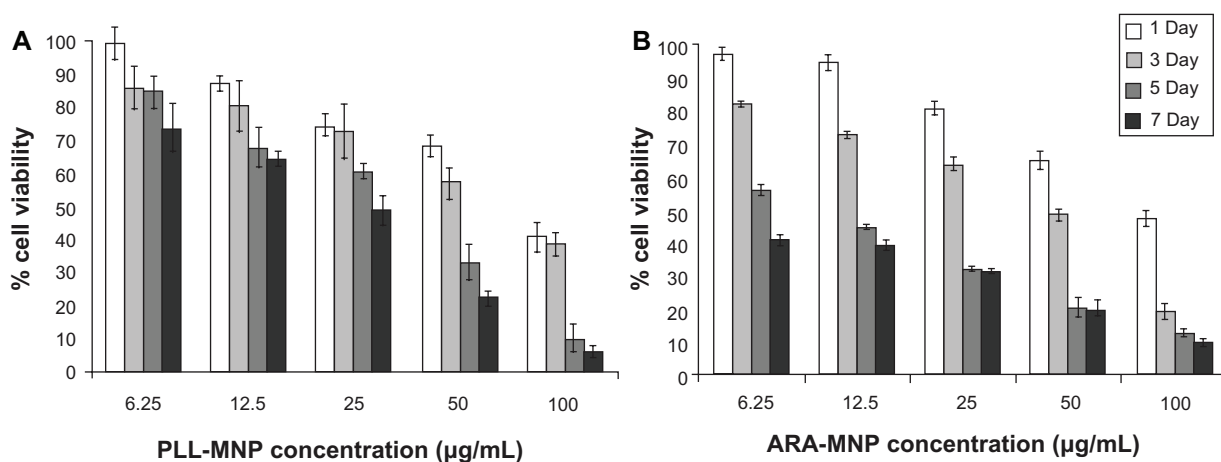 A
% cell viability
100
90
80
70
60
50
40
30
20
10
0
6.25 12.5 25 50 100
PLL-MNP concentration (µg/mL)
B
% cell viability
100
90
80
70
60
50
40
30
20
10
0
6.25 12.5 25 50 100
ARA-MNP concentration (µg/mL)
1 Day
3 Day
5 Day
7 Day